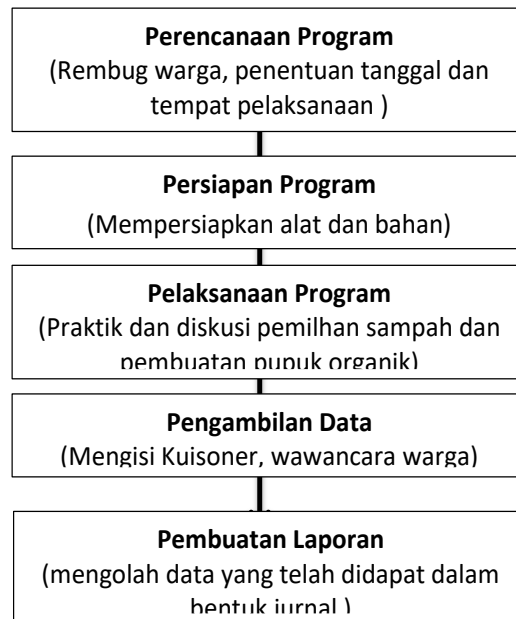 Perencanaan Program
(Rembug warga, penentuan tanggal dan
tempat pelaksanaan )
Persiapan Program
(Mempersiapkan alat dan bahan)
Pelaksanaan Program
(Praktik dan diskusi pemilhan sampah dan
pembuatan pupuk organik)
Pengambilan Data
(Mengisi Kuisoner, wawancara warga)
Pembuatan Laporan
(mengolah data yang telah didapat dalam
bentuk jurnal )